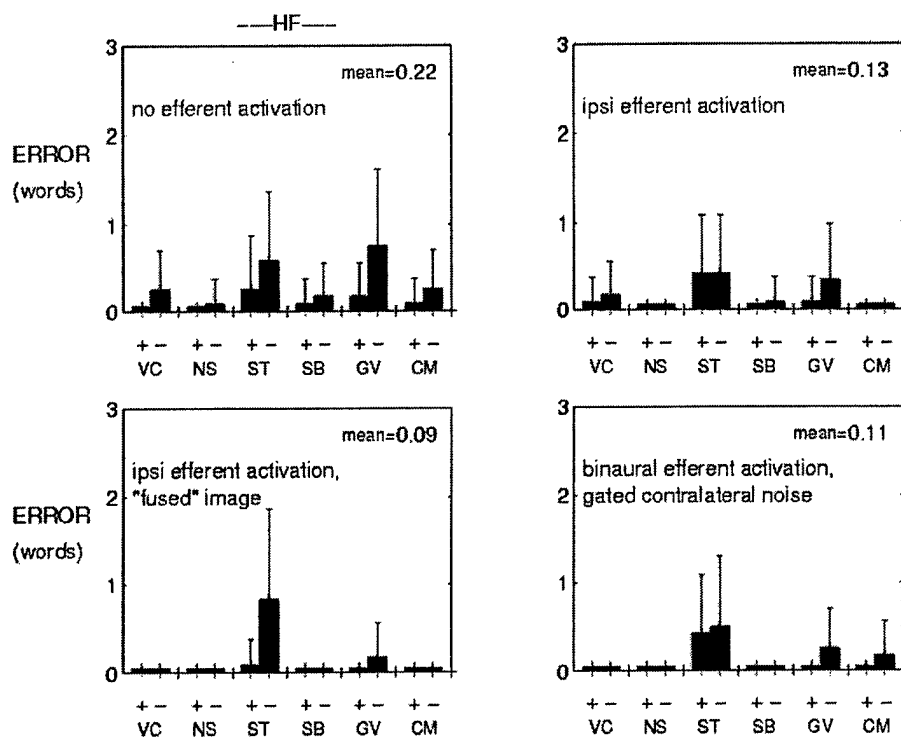 ----HF----
3
mean=0.22
no efferent activation
2
ERROR
(words)
1
0
+ - + - + - + - + - + -
VC NS ST SB GV CM
3
mean=0.13
ipsi efferent activation
2
1
0
+ - + - + - + - + - + -
VC NS ST SB GV CM
3
mean=0.09
ipsi efferent activation,
"fused" image
2
ERROR
(words)
1
0
+ - + - + - + - + - + -
VC NS ST SB GV CM
3
mean=0.11
binaural efferent activation,
gated contralateral noise
2
1
0
+ - + - + - + - + - + -
VC NS ST SB GV CM